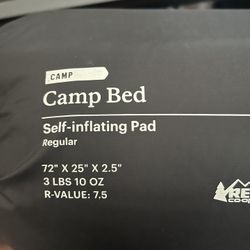 CAMP
Camp Bed
Self-inflating Pad
Regular
72" X 25" X 2.5"
3 LBS 10 OZ
R-VALUE: 7.5